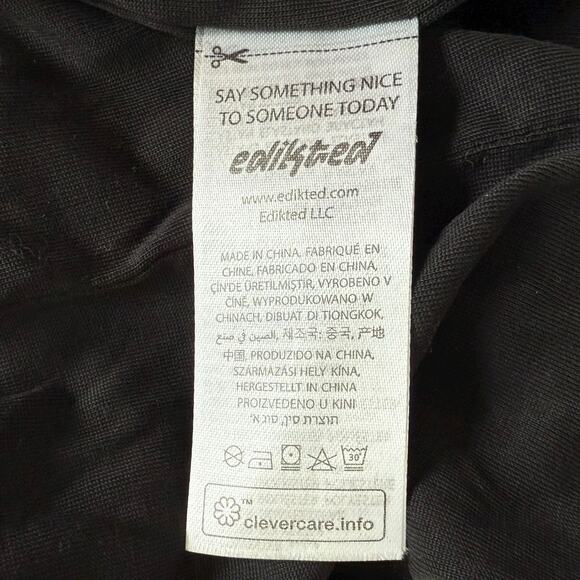 SAY SOMETHING NICE
TO SOMEONE TODAY
edikted
www.edikted.com
Edikted LLC
MADE IN CHINA, FABRIQUÉ EN
CHINE, FABRICADO EN CHINA,
ÇİN'DE ÜRETİLMİŞTİR, VYROBENO V
ČÍNĚ, WYPRODUKOWANO W
CHINACH, DIBUAT DI TIONGKOK,
الصين في صنع, 제조국: 중국, 产地
中国, PRODUZIDO NA CHINA,
SZÁRMAZÁSI HELY KÍNA,
HERGESTELLT IN CHINA
PROIZVEDENO U KINI
תוצרת סין, סוג א'
30°
™
clevercare.info